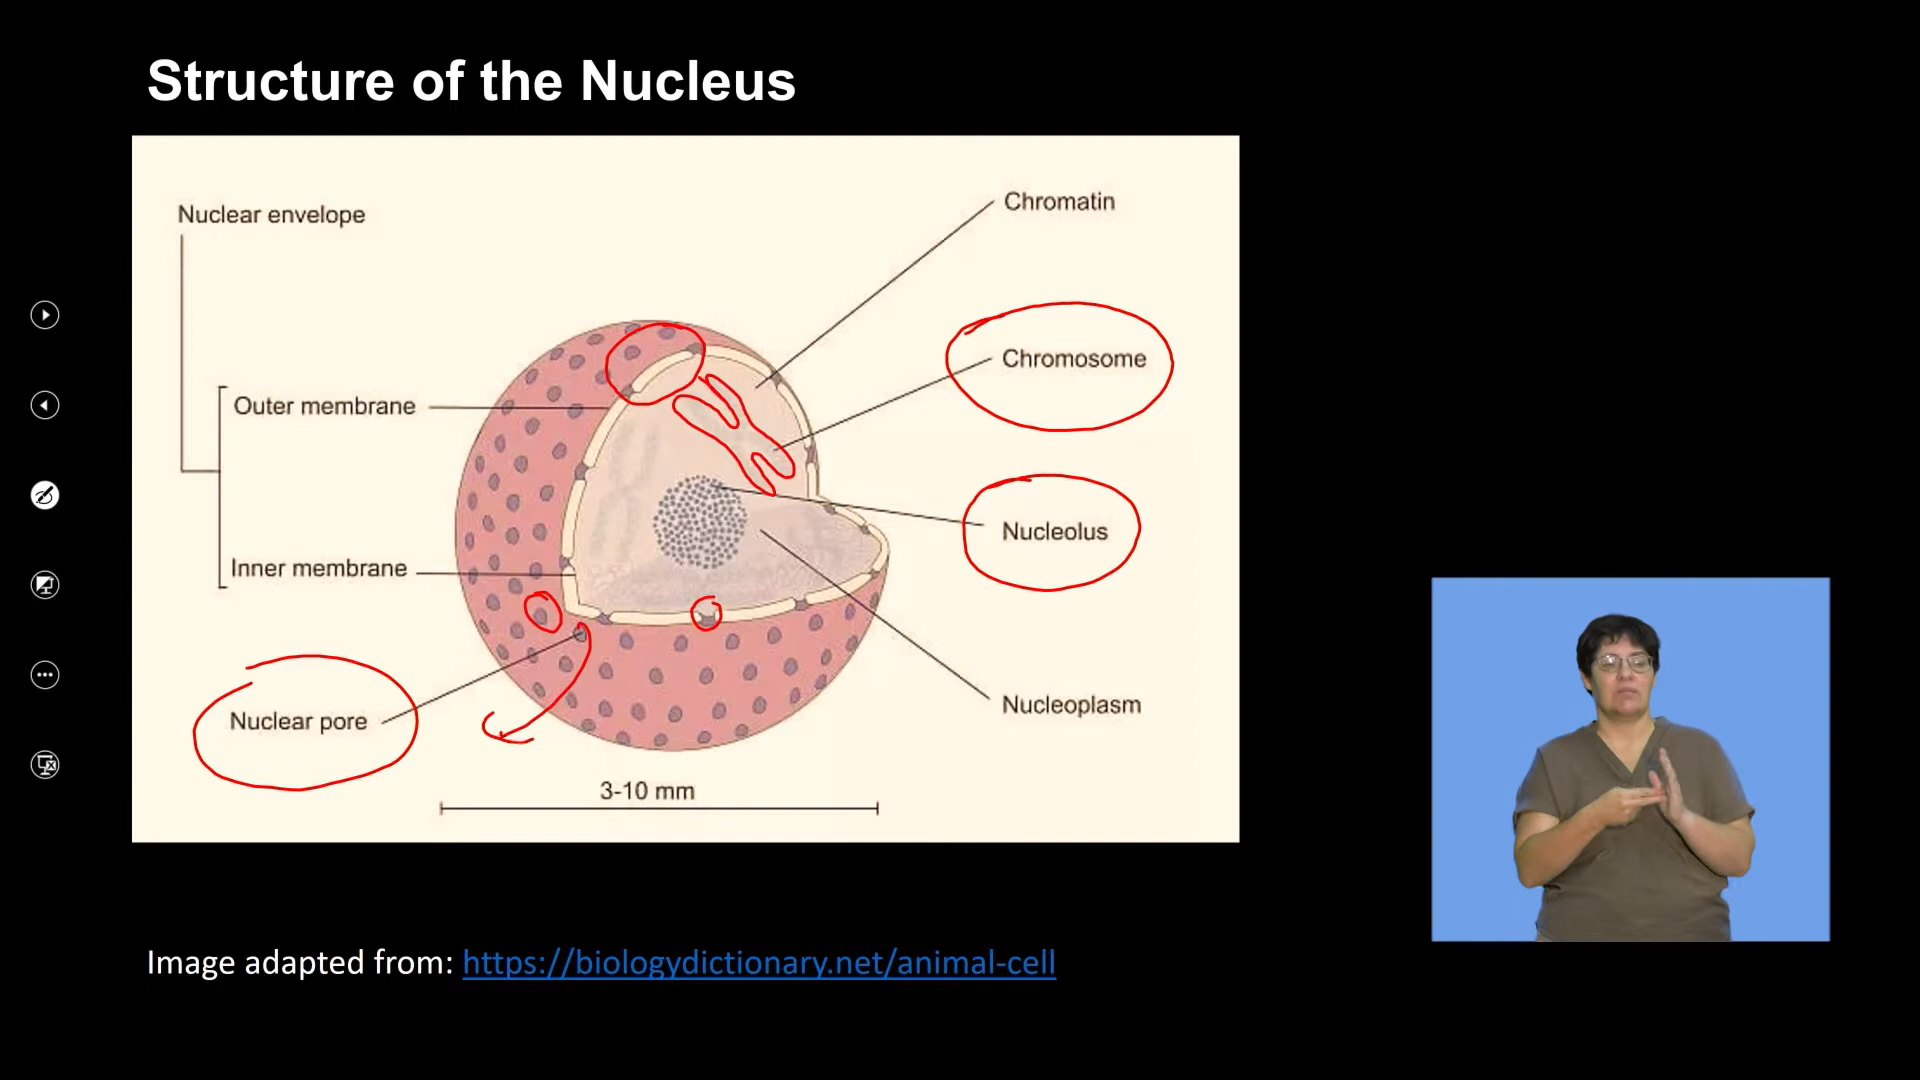 Structure of the Nucleus
Nuclear envelope
Chromatin
Chromosome
Outer membrane
Nucleolus
Inner membrane
Nucleoplasm
Nuclear pore
3-10 mm
Image adapted from: https://biologydictionary.net/animal-cell